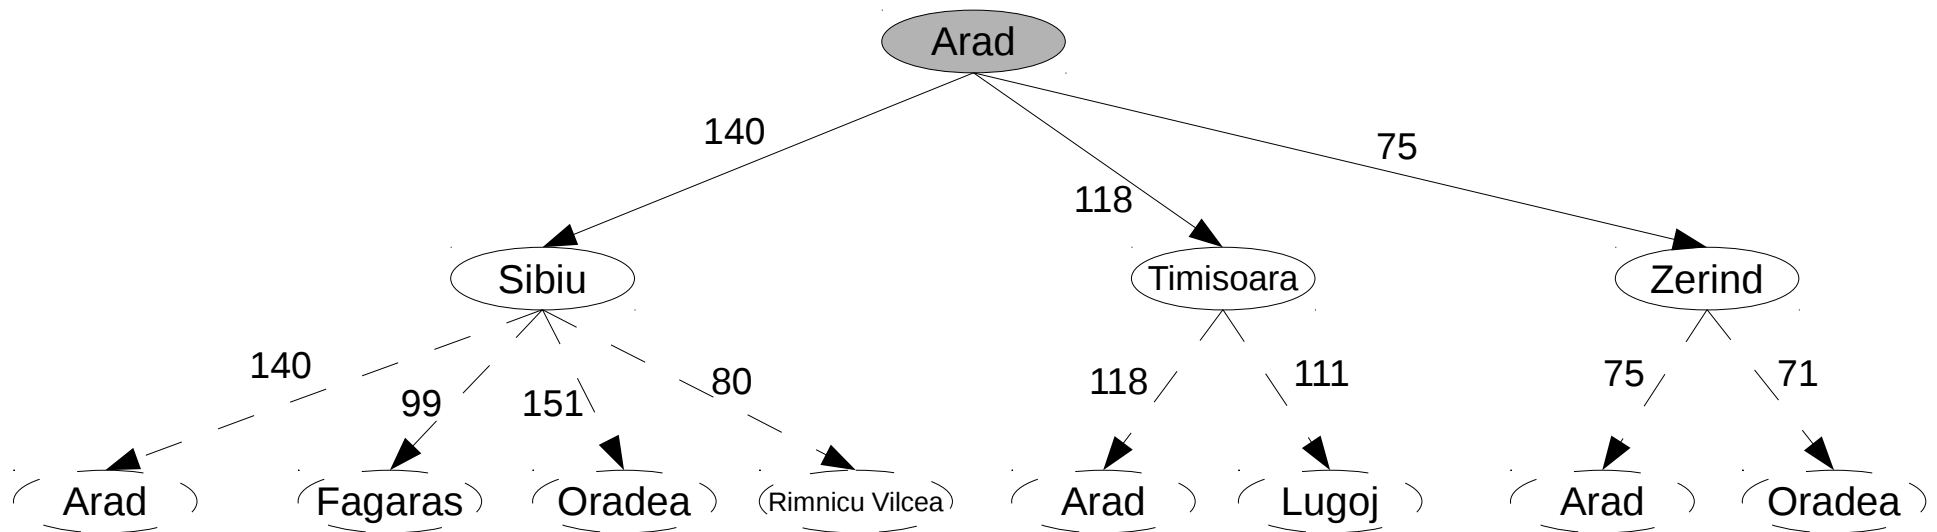 Arad
140
75
118
Sibiu
Timisoara
Zerind
140
99
151
80
118
111
75
71
Arad
Fagaras
Oradea
Rimnicu Vilcea
Arad
Lugoj
Arad
Oradea